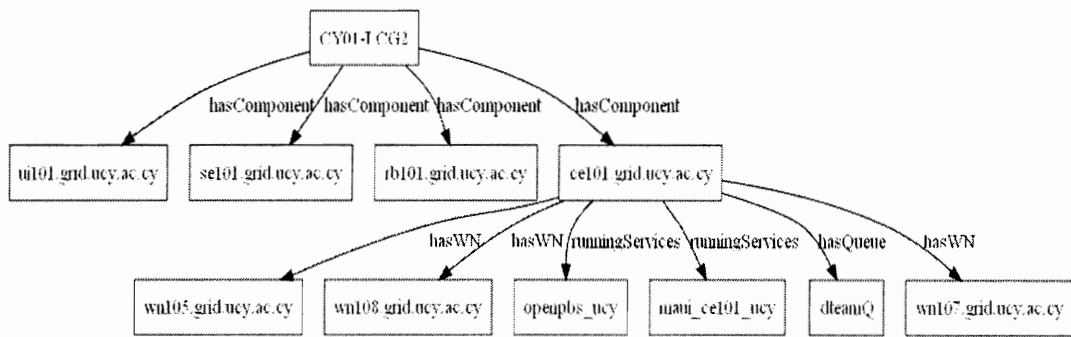 CY01-LCG2
hasComponent hasComponent hasComponent hasComponent
ui101.grid.ucy.ac.cy se101.grid.ucy.ac.cy rb101.grid.ucy.ac.cy ce101.grid.ucy.ac.cy
hasWN hasWN runningServices runningServices hasQueue hasWN
wn105.grid.ucy.ac.cy wn108.grid.ucy.ac.cy openpbs_ucy maui_ce101_ucy dteamQ wn107.grid.ucy.ac.cy